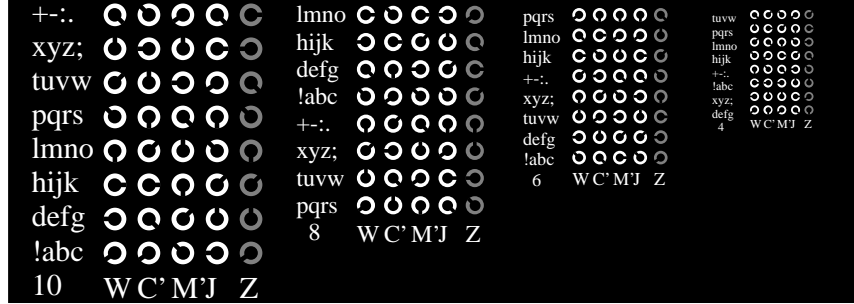 +-:.
xyz;
tuvw
pqrs
lmno
hijk
defg
!abc
10 W C’ M’J Z
lmno
hijk
defg
!abc
+-:.
xyz;
tuvw
pqrs
8 W C’ M’J Z
pqrs
lmno
hijk
+-:.
xyz;
tuvw
defg
!abc
6 W C’ M’J Z
tuvw
pqrs
lmno
hijk
+-:.
!abc
xyz;
defg
4 W C’ M’J Z